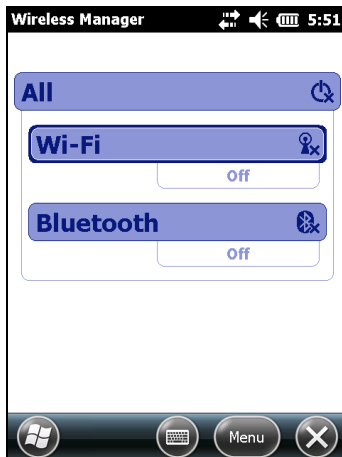 Wireless Manager 5:51
All
Wi-Fi
Off
Bluetooth
Off
Menu